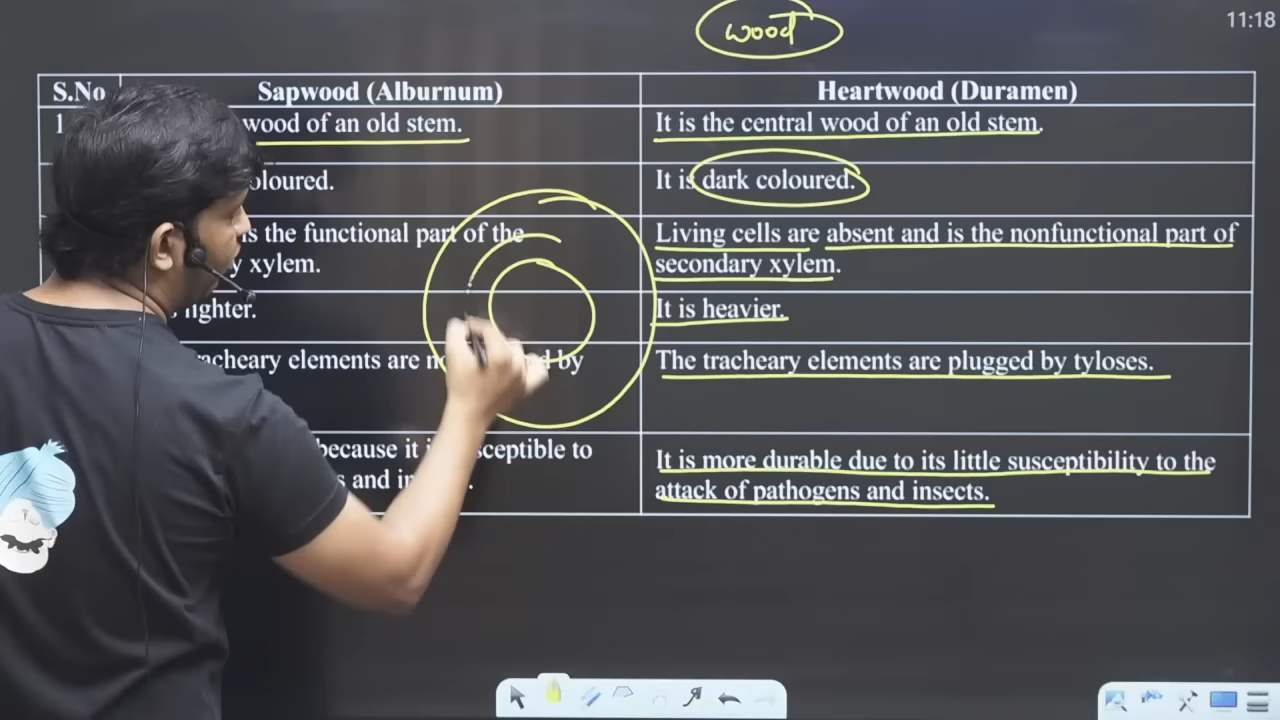 wood
11:18
S.No Sapwood (Alburnum) Heartwood (Duramen)
1 wood of an old stem. It is the central wood of an old stem.
oloured. It is dark coloured.
is the functional part of the Living cells are absent and is the nonfunctional part of
xylem. secondary xylem.
lighter. It is heavier.
racheary elements are by The tracheary elements are plugged by tyloses.
because it to It is more durable due to its little susceptibility to the
and attack of pathogens and insects.